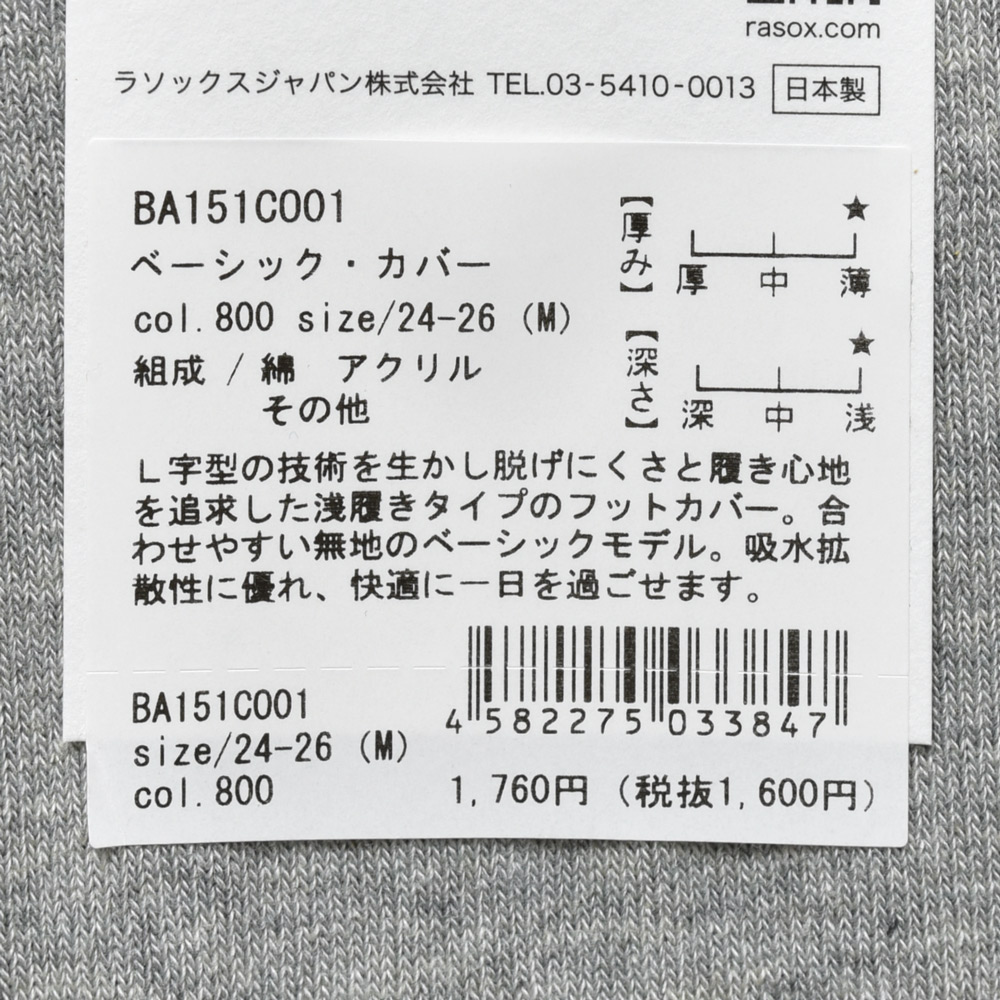 rasox.com
ラソックスジャパン株式会社 TEL.03-5410-0013 日本製
BA151C001
ベーシック・カバー
col.800 size/24-26 (M)
組成 / 綿 アクリル
その他
【厚み】
★
厚 中 薄
【深さ】
★
深 中 浅
L字型の技術を生かし脱げにくさと履き心地
を追求した浅履きタイプのフットカバー。合
わせやすい無地のベーシックモデル。吸水拡
散性に優れ、快適に一日を過ごせます。
4 582275 033847
BA151C001
size/24-26 (M)
col.800
1,760円 (税抜1,600円)